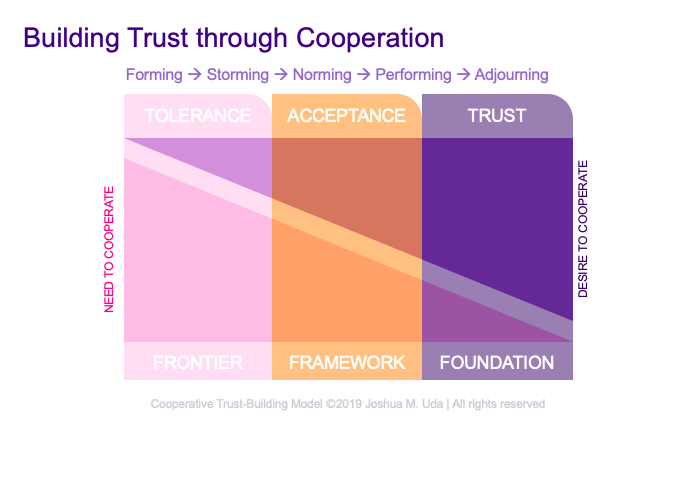 Building Trust through Cooperation
Forming → Storming → Norming → Performing → Adjourning
TOLERANCE
ACCEPTANCE
TRUST
NEED TO COOPERATE
DESIRE TO COOPERATE
FRONTIER
FRAMEWORK
FOUNDATION
Cooperative Trust-Building Model ©2019 Joshua M. Uda | All rights reserved